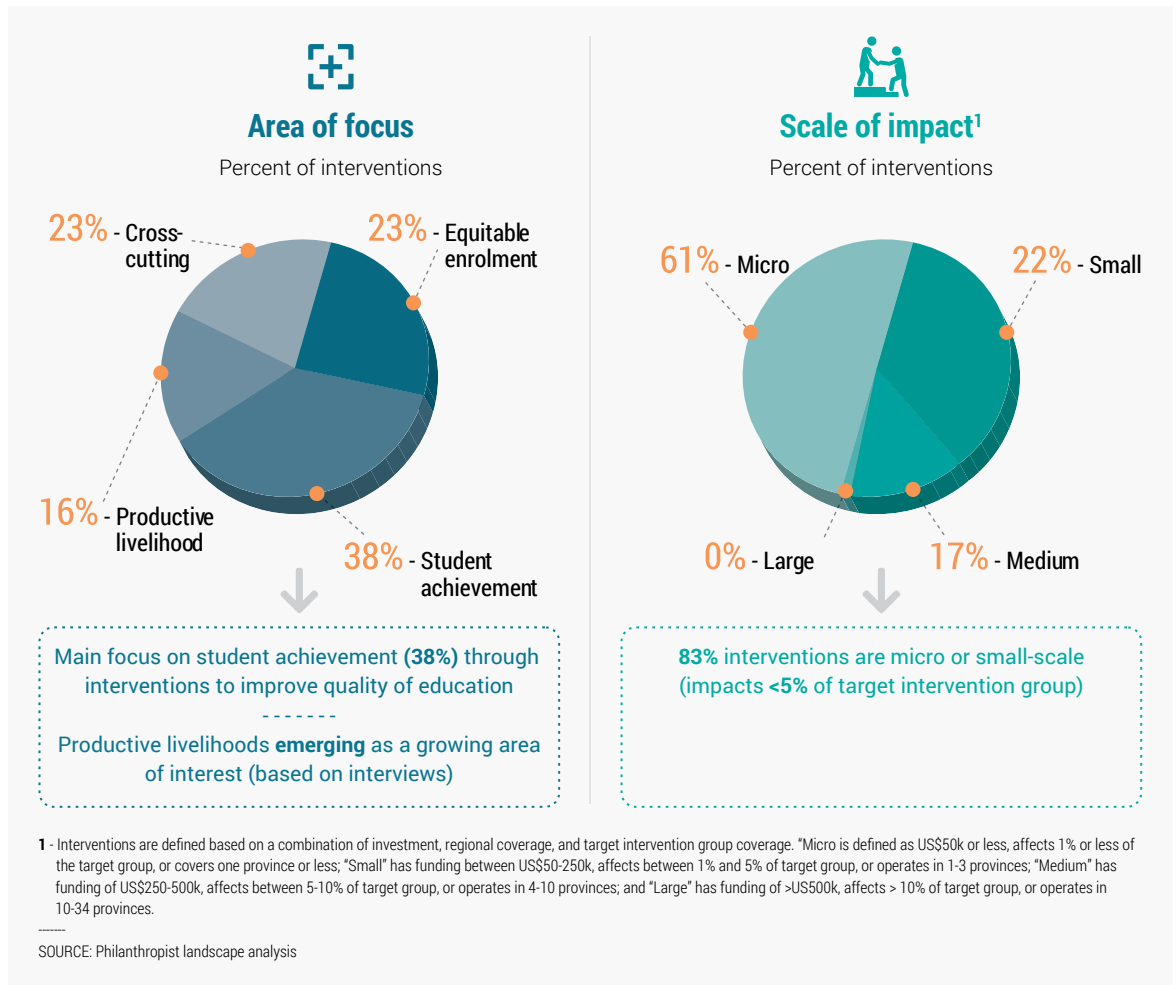 Area of focus
Percent of interventions
23% - Cross-
cutting
23% - Equitable
enrolment
16% - Productive
livelihood
38% - Student
achievement
Main focus on student achievement (38%) through
interventions to improve quality of education
-------
Productive livelihoods emerging as a growing area
of interest (based on interviews)
Scale of impact¹
Percent of interventions
61% - Micro
22% - Small
0% - Large
17% - Medium
83% interventions are micro or small-scale
(impacts <5% of target intervention group)
1 - Interventions are defined based on a combination of investment, regional coverage, and target intervention group coverage. “Micro is defined as US$50k or less, affects 1% or less of
the target group, or covers one province or less; “Small” has funding between US$50-250k, affects between 1% and 5% of target group, or operates in 1-3 provinces; “Medium” has
funding of US$250-500k, affects between 5-10% of target group, or operates in 4-10 provinces; and “Large” has funding of >US500k, affects > 10% of target group, or operates in
10-34 provinces.
-------
SOURCE: Philanthropist landscape analysis